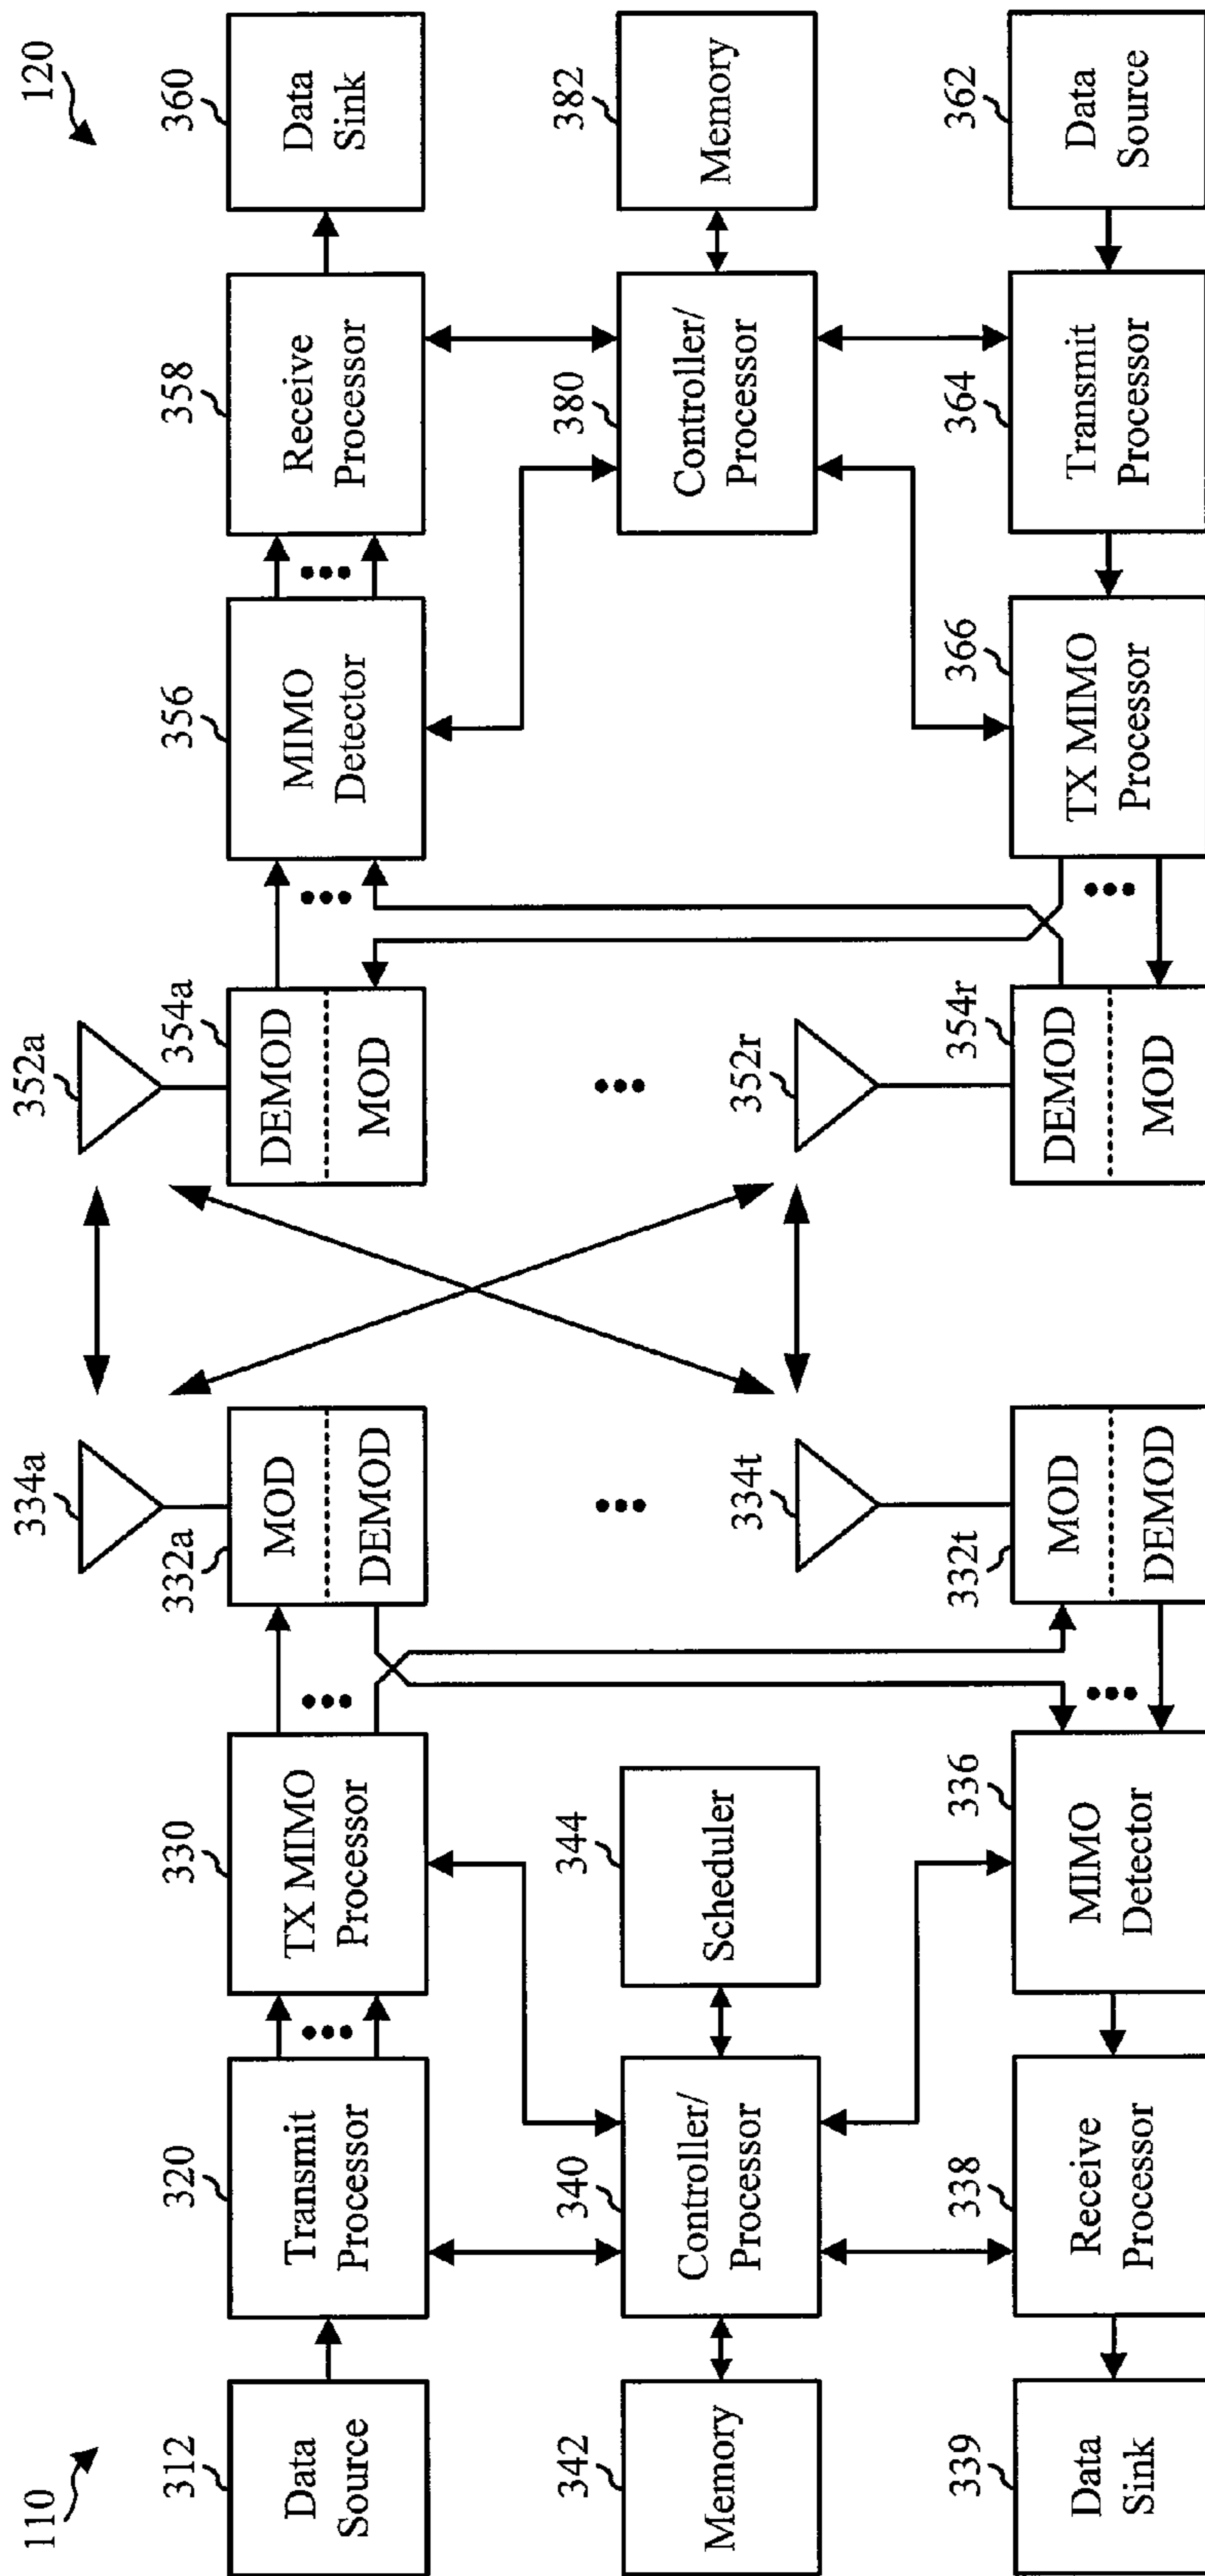 110
120
312
Data
Source
320
Transmit
Processor
330
TX MIMO
Processor
332a
MOD
DEMOD
334a
352a
354a
DEMOD
MOD
356
MIMO
Detector
358
Receive
Processor
360
Data
Sink
342
Memory
340
Controller/
Processor
344
Scheduler
380
Controller/
Processor
382
Memory
339
Data
Sink
338
Receive
Processor
336
MIMO
Detector
332t
MOD
DEMOD
334t
352r
354r
DEMOD
MOD
366
TX MIMO
Processor
364
Transmit
Processor
362
Data
Source